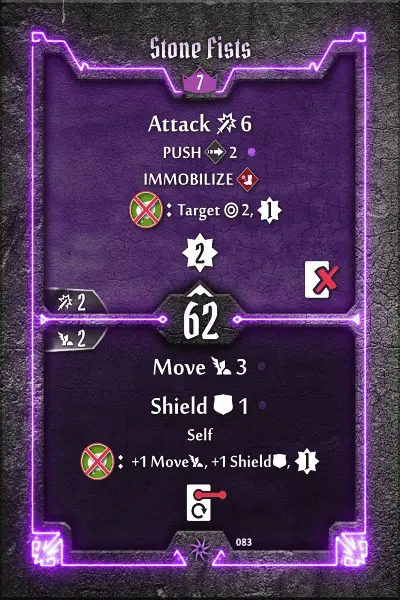 Stone Fists
7
Attack 6
PUSH 2
IMMOBILIZE
: Target 2, 1
2
2
62
2
Move 3
Shield 1
Self
: +1 Move, +1 Shield, 1
083